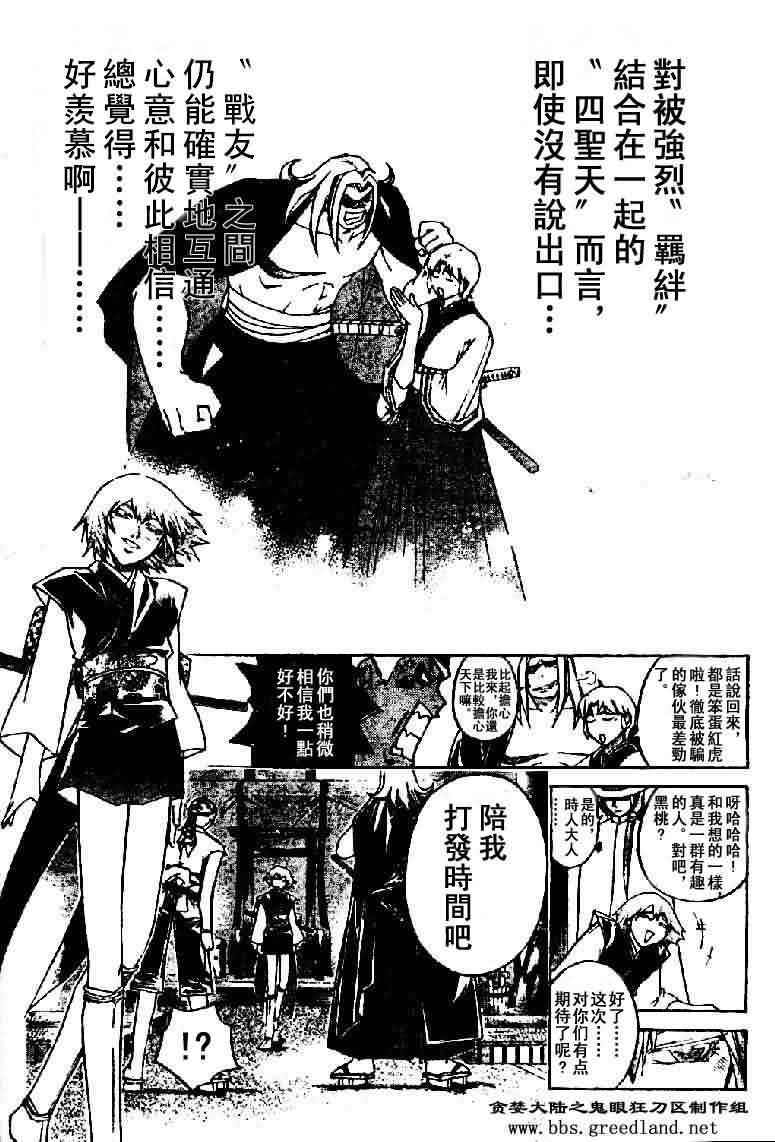 對被強烈〝羈絆〞
結合在一起的
〝四聖天〞而言，
即使沒有說出口…
〝戰友〞之間
仍能確實地互通
心意和彼此相信……
總覺得……
好羨慕啊——……
話說回來，
都是笨蛋紅虎
啦！徹底被騙
的傢伙最差勁
了。
比起擔心
我來，你還
是比較擔心
天下嘛
你們也稍微
相信我一點
好不好！
呀哈哈哈！
和我想的一樣，
真是一群有趣
的人。對吧，
黑桃？
是的，
時人大人
……
好了……
这次……
对你们有点
期待了呢？
陪我
打發時間吧
!?
贪婪大陆之鬼眼狂刀区制作组
www.bbs.greedland.net